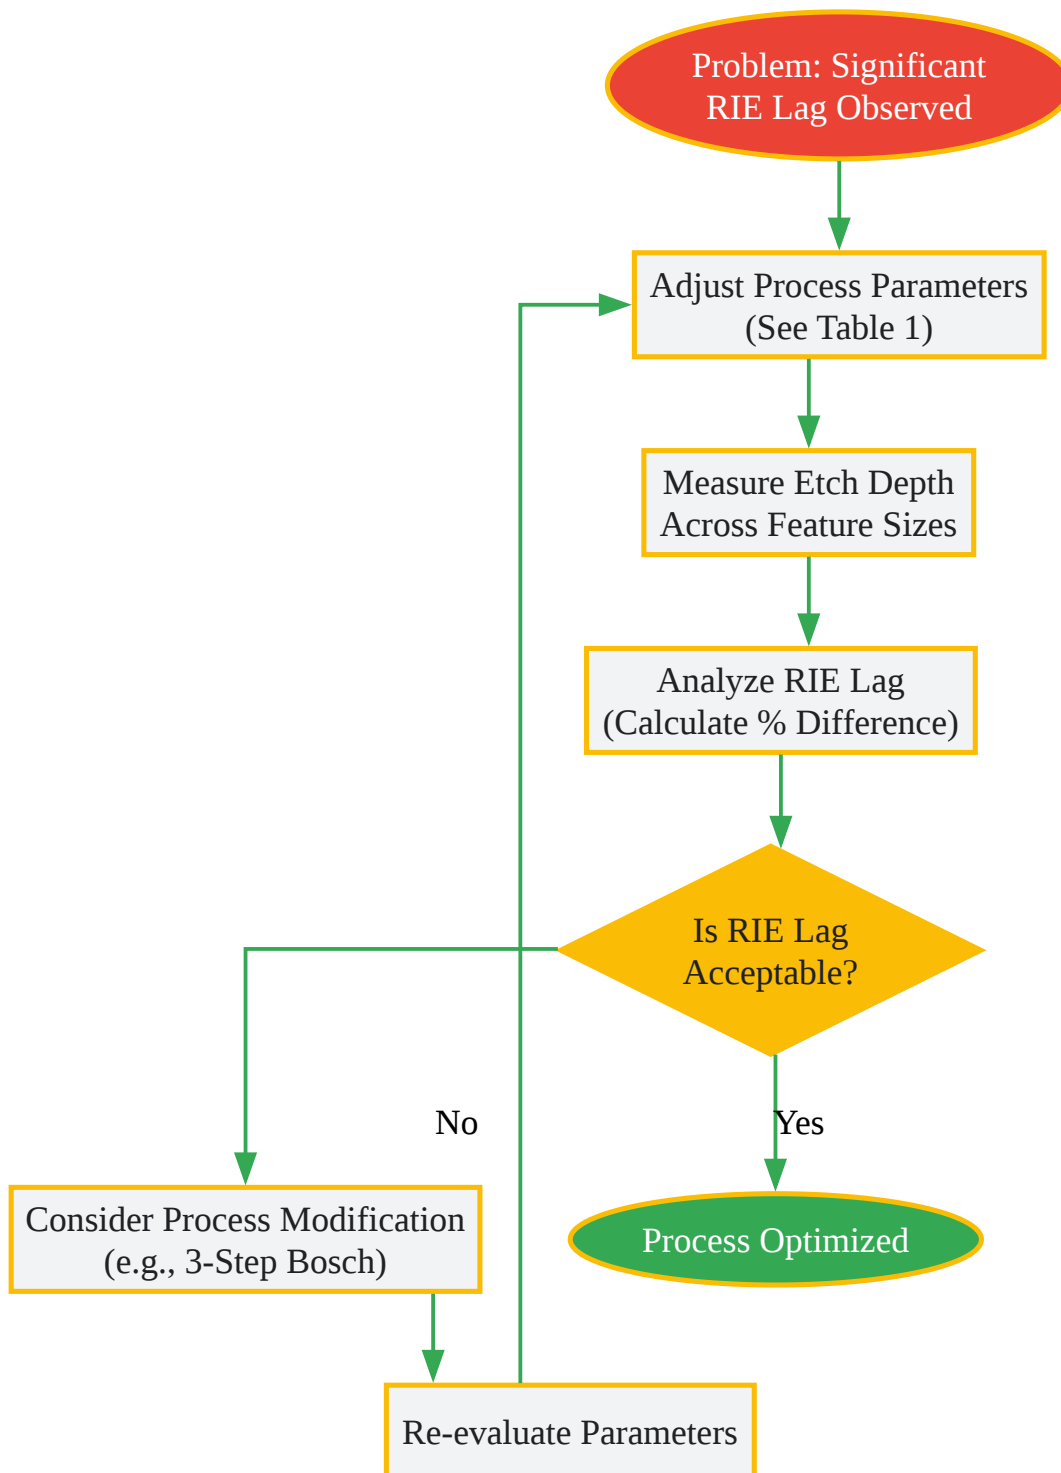 Problem: Significant
RIE Lag Observed
Adjust Process Parameters
(See Table 1)
Measure Etch Depth
Across Feature Sizes
Analyze RIE Lag
(Calculate % Difference)
Is RIE Lag
Acceptable?
No
Yes
Consider Process Modification
(e.g., 3-Step Bosch)
Process Optimized
Re-evaluate Parameters